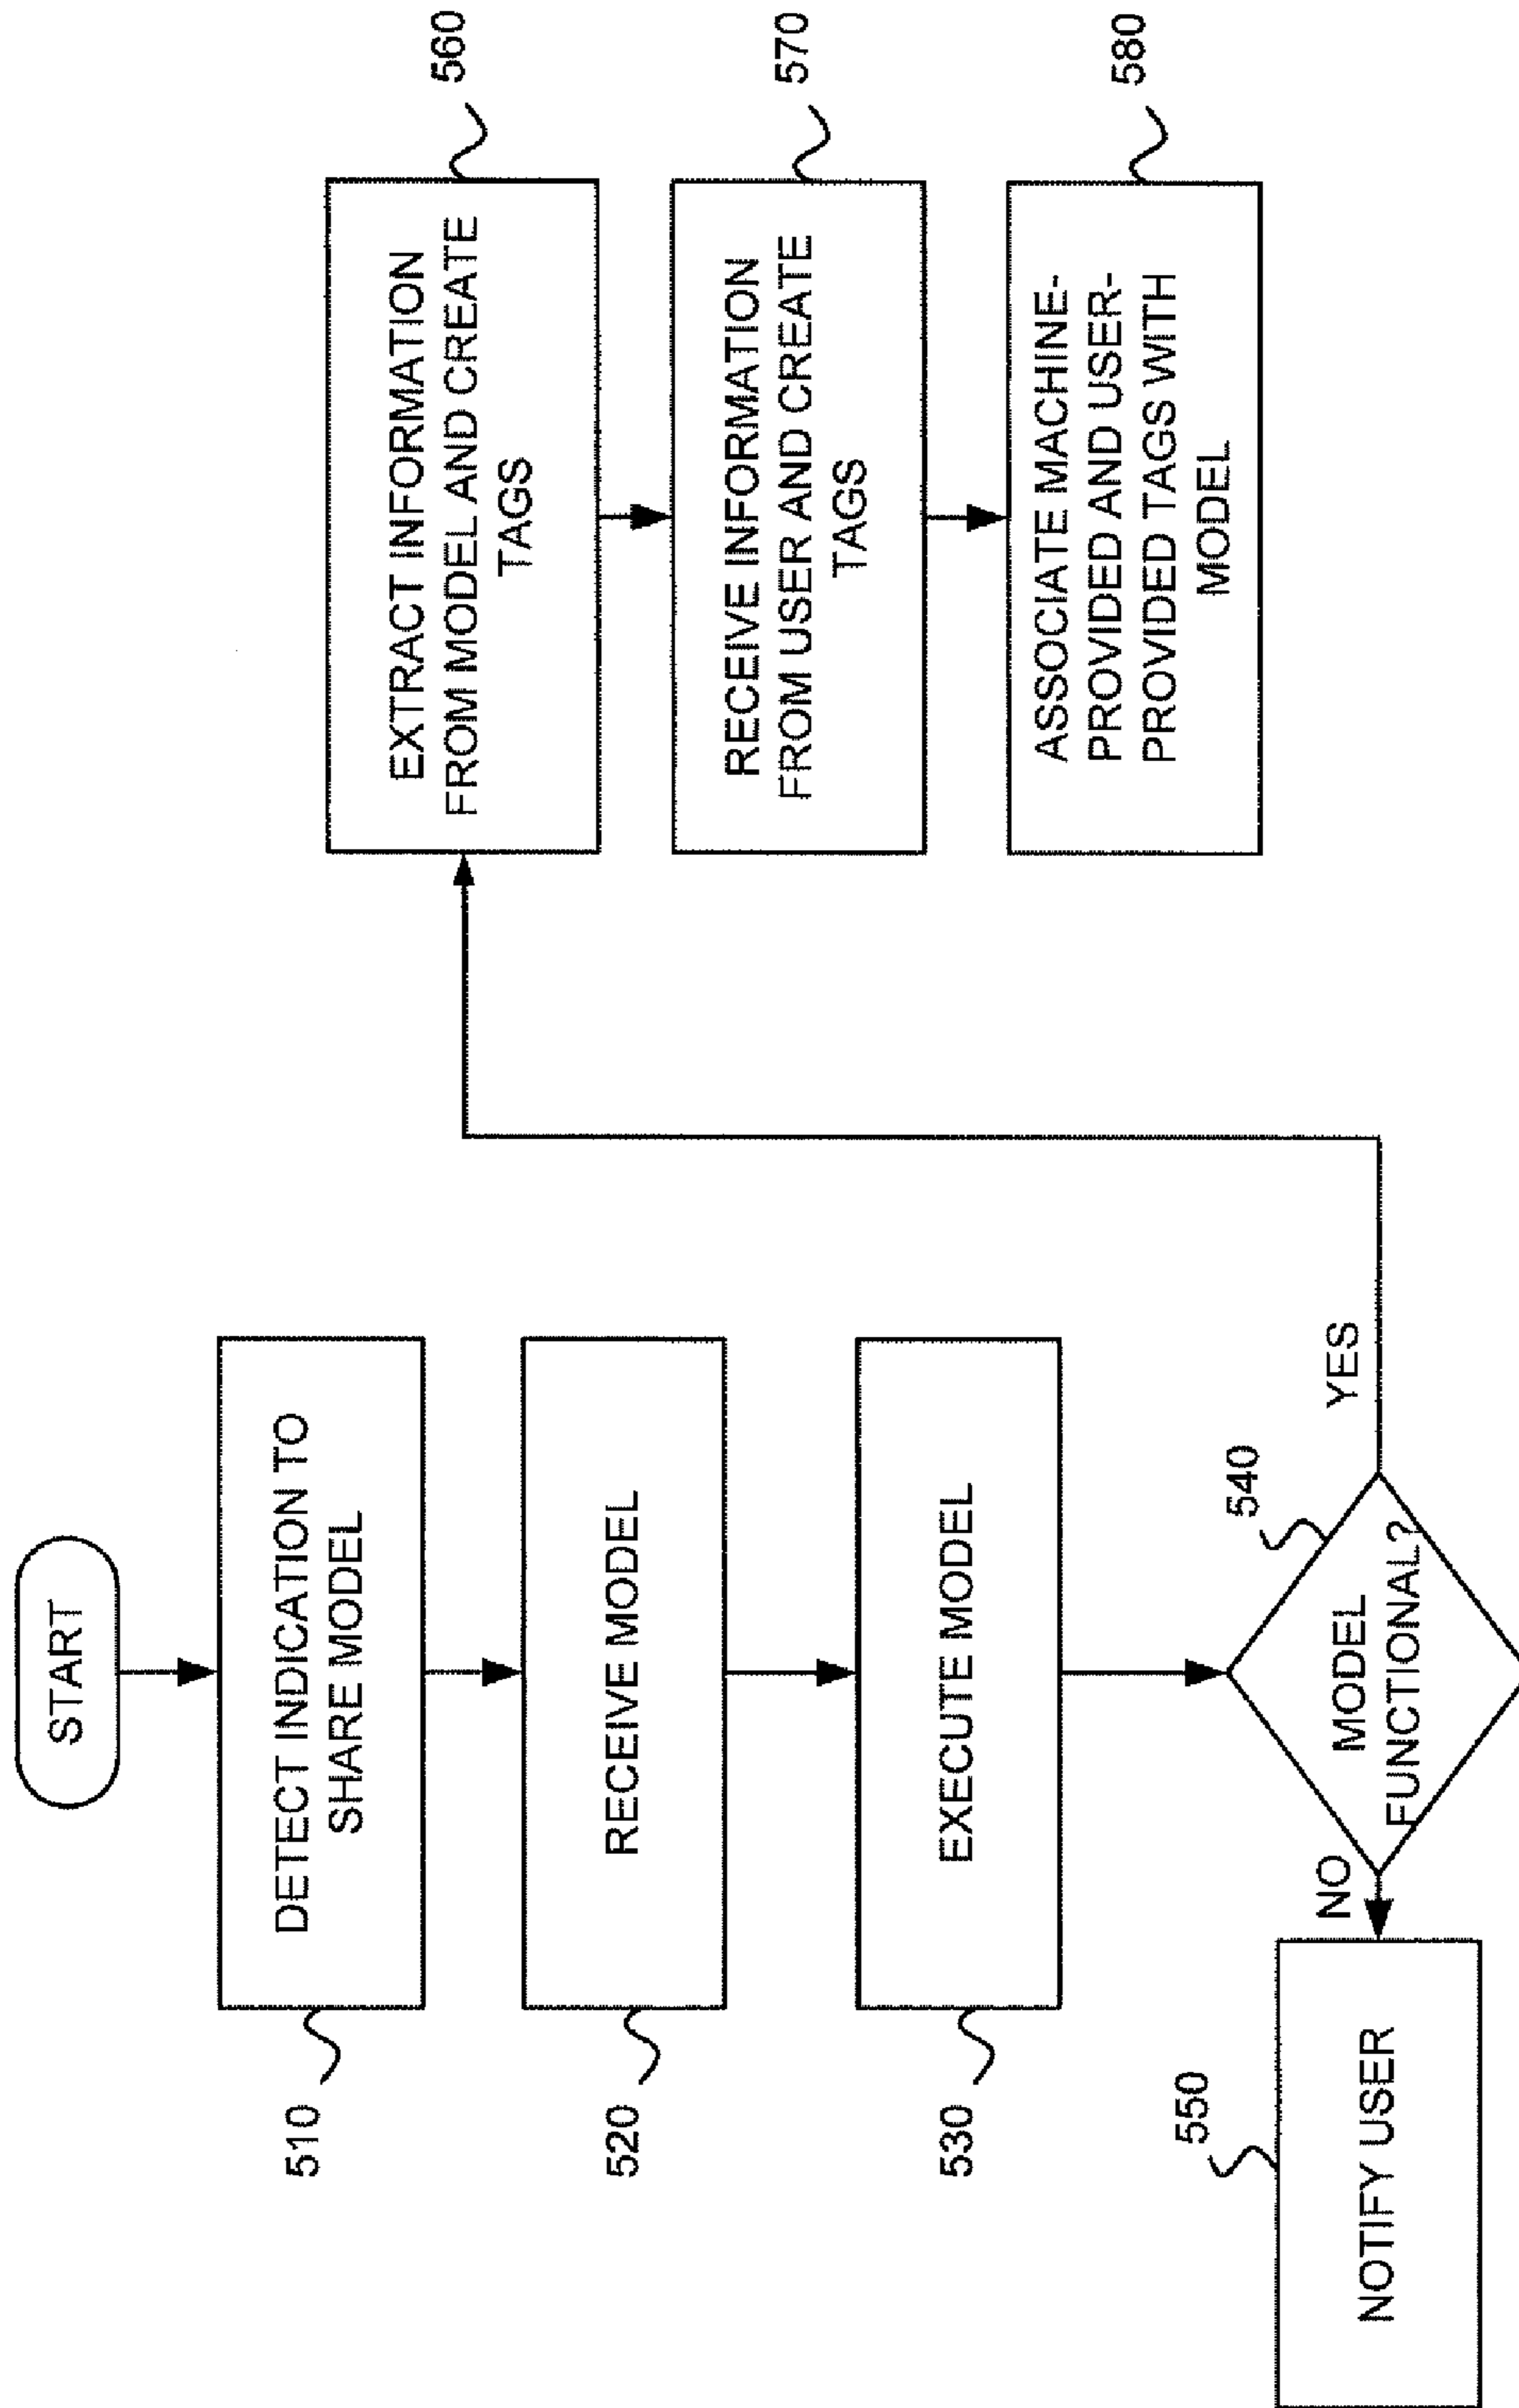 START
510
DETECT INDICATION TO
SHARE MODEL
520
RECEIVE MODEL
530
EXECUTE MODEL
540
MODEL
FUNCTIONAL?
NO
YES
550
NOTIFY USER
560
EXTRACT INFORMATION
FROM MODEL AND CREATE
TAGS
570
RECEIVE INFORMATION
FROM USER AND CREATE
TAGS
580
ASSOCIATE MACHINE-
PROVIDED AND USER-
PROVIDED TAGS WITH
MODEL